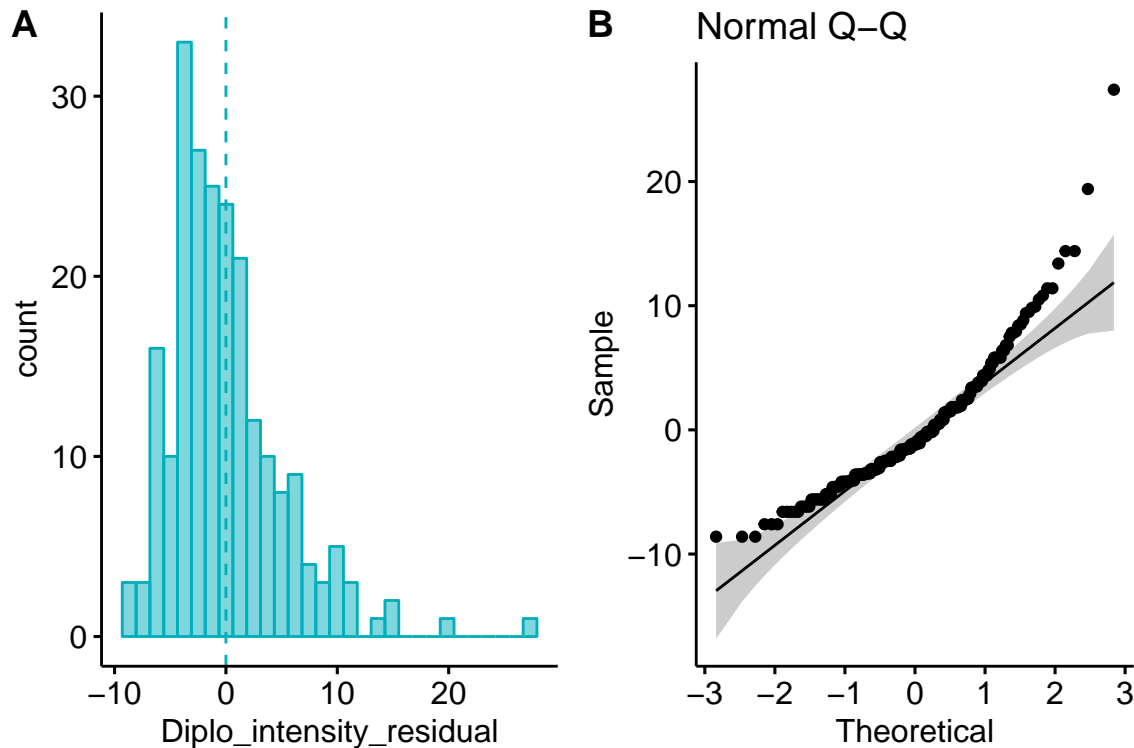 A
count
30
20
10
0
−10 0 10 20
Diplo_intensity_residual
B Normal Q−Q
Sample
20
10
0
−10
−3 −2 −1 0 1 2 3
Theoretical